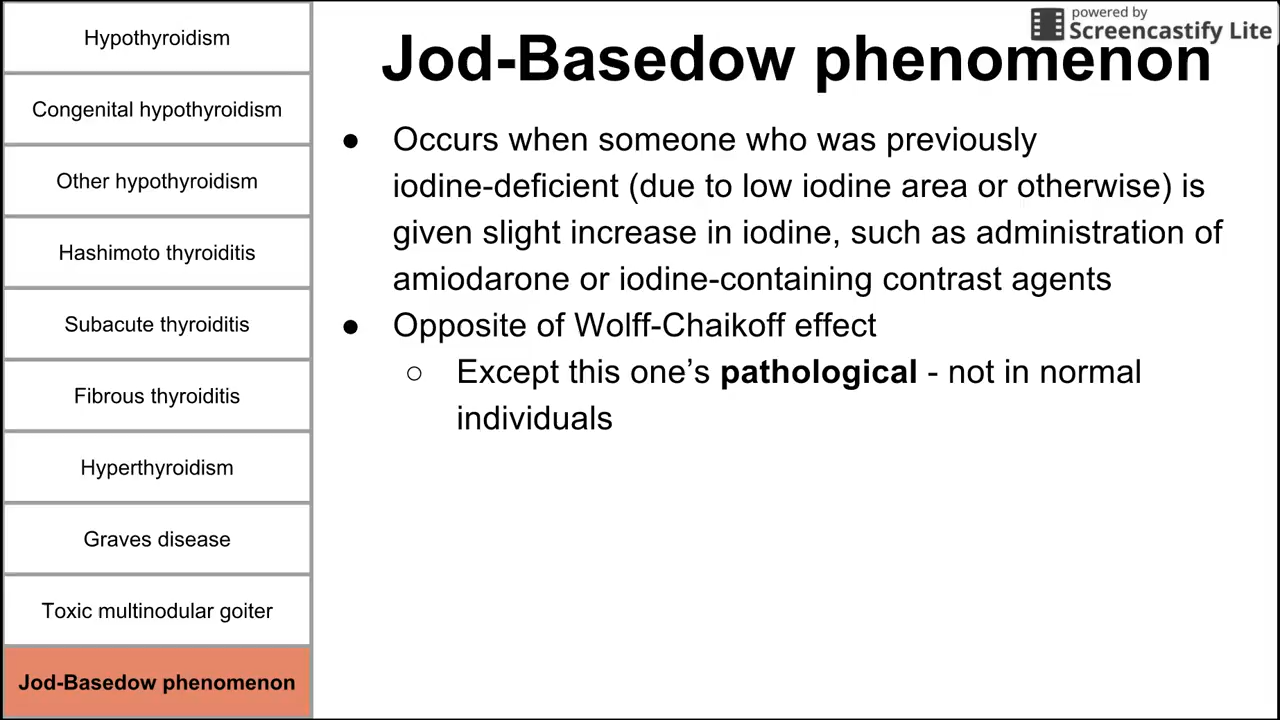 Hypothyroidism
Congenital hypothyroidism
Other hypothyroidism
Hashimoto thyroiditis
Subacute thyroiditis
Fibrous thyroiditis
Hyperthyroidism
Graves disease
Toxic multinodular goiter
Jod-Basedow phenomenon
powered by
Screencastify Lite
Jod-Basedow phenomenon
● Occurs when someone who was previously
iodine-deficient (due to low iodine area or otherwise) is
given slight increase in iodine, such as administration of
amiodarone or iodine-containing contrast agents
● Opposite of Wolff-Chaikoff effect
○ Except this one’s pathological - not in normal
individuals